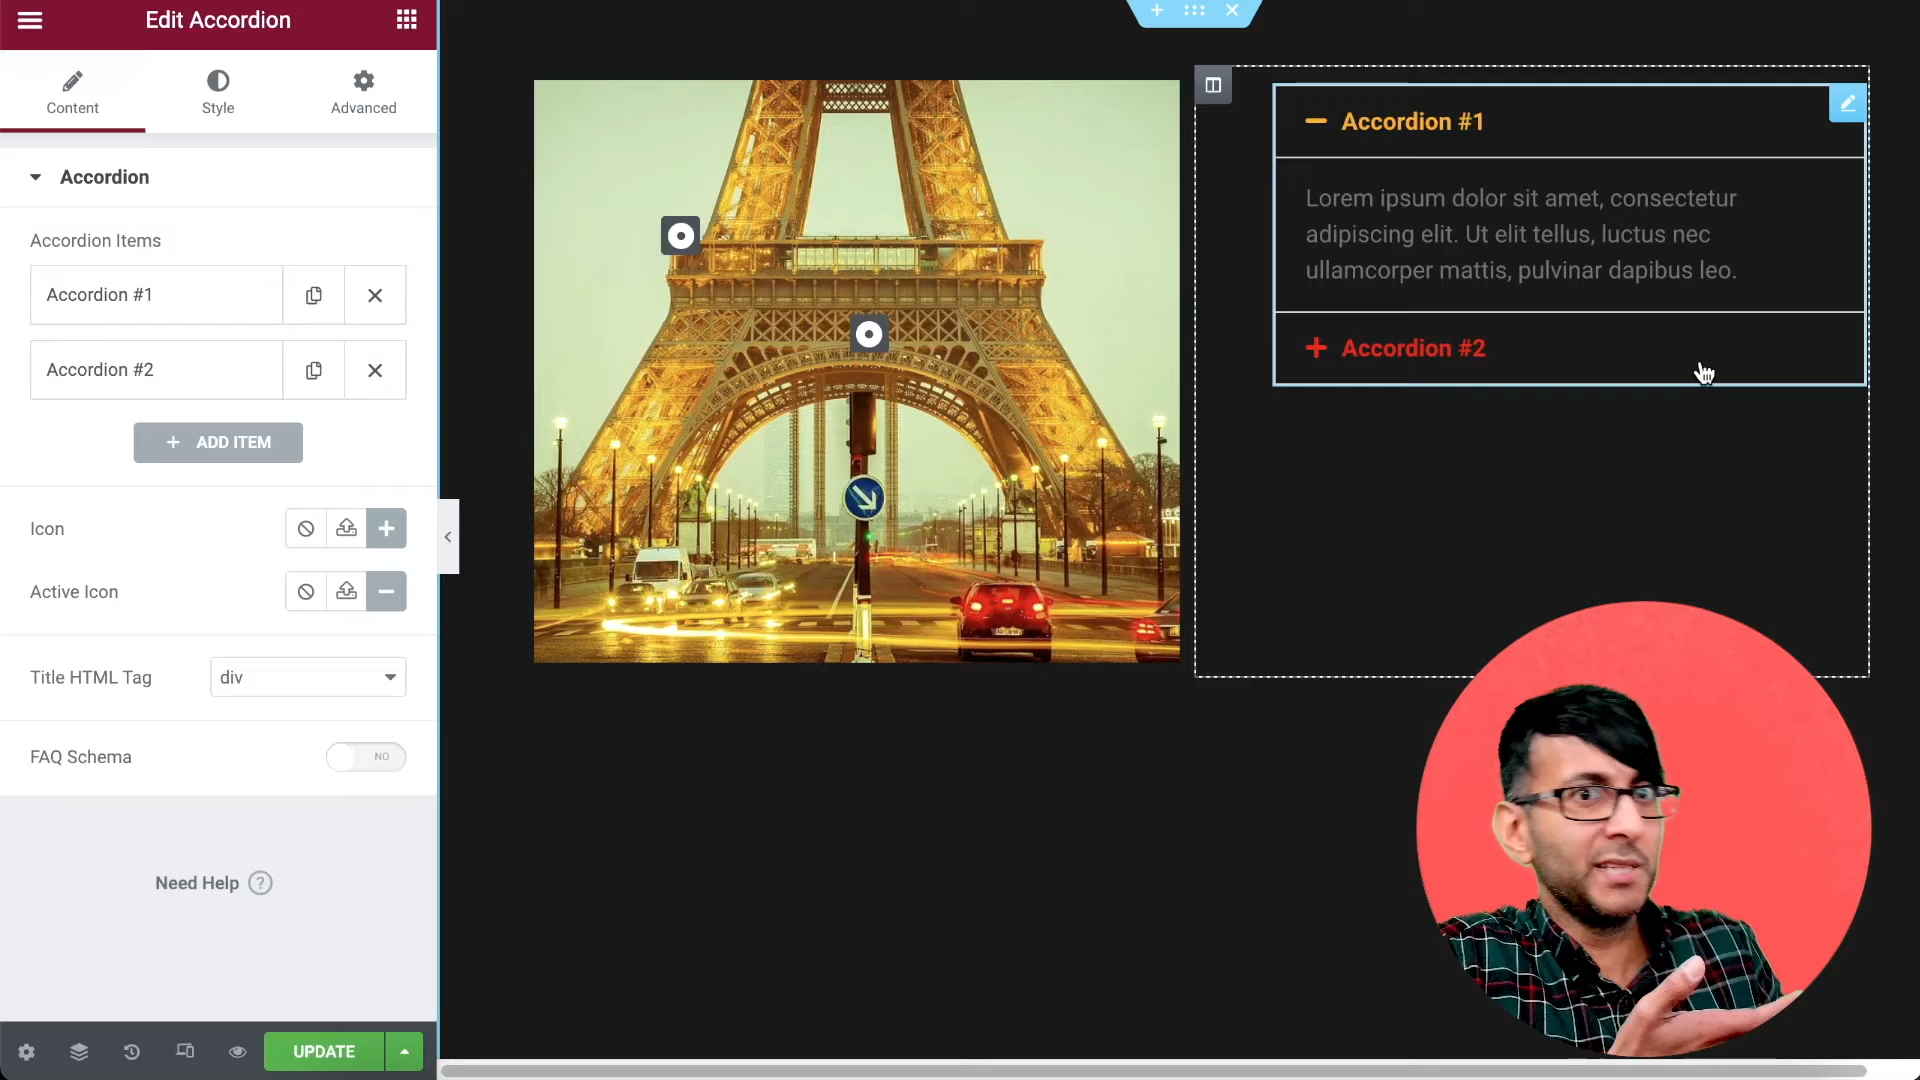 Edit Accordion
Content
Style
Advanced
Accordion
Accordion Items
Accordion #1
Accordion #2
ADD ITEM
Icon
Active Icon
Title HTML Tag
div
FAQ Schema
NO
Need Help ?
UPDATE
Accordion #1
Lorem ipsum dolor sit amet, consectetur
adipiscing elit. Ut elit tellus, luctus nec
ullamcorper mattis, pulvinar dapibus leo.
Accordion #2